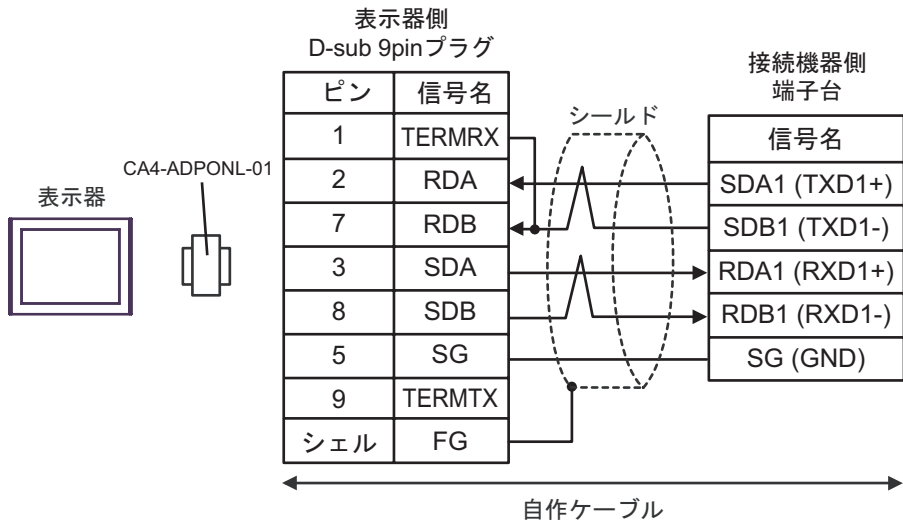 表示器側
D-sub 9pinプラグ
接続機器側
端子台
ピン 信号名
シールド
信号名
1 TERMRX
CA4-ADPONL-01
表示器
2 RDA
SDA1 (TXD1+)
7 RDB
SDB1 (TXD1-)
3 SDA
RDA1 (RXD1+)
8 SDB
RDB1 (RXD1-)
5 SG
SG (GND)
9 TERMTX
シェル FG
自作ケーブル